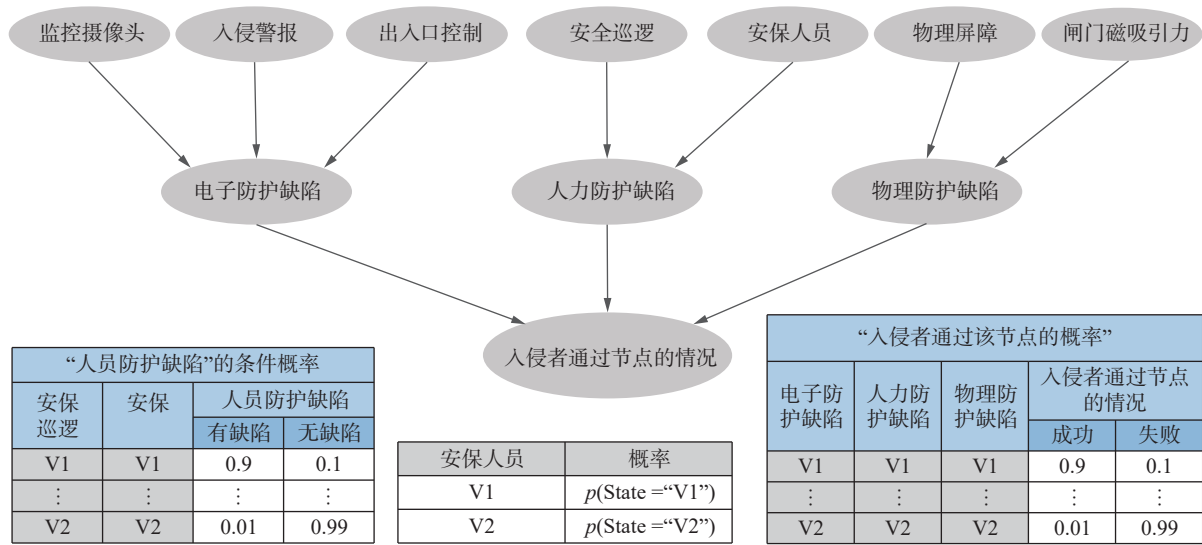 监控摄像头 入侵警报 出入口控制 安全巡逻 安保人员 物理屏障 闸门磁吸引力
电子防护缺陷 人力防护缺陷 物理防护缺陷
入侵者通过节点的情况
“人员防护缺陷”的条件概率
安保巡逻 安保 人员防护缺陷
有缺陷 无缺陷
V1 V1 0.9 0.1
⋮ ⋮ ⋮ ⋮
V2 V2 0.01 0.99
安保人员 概率
V1 p(State =“V1”)
V2 p(State =“V2”)
“入侵者通过该节点的概率”
电子防护缺陷 人力防护缺陷 物理防护缺陷 入侵者通过节点的情况
成功 失败
V1 V1 V1 0.9 0.1
⋮ ⋮ ⋮ ⋮ ⋮
V2 V2 V2 0.01 0.99